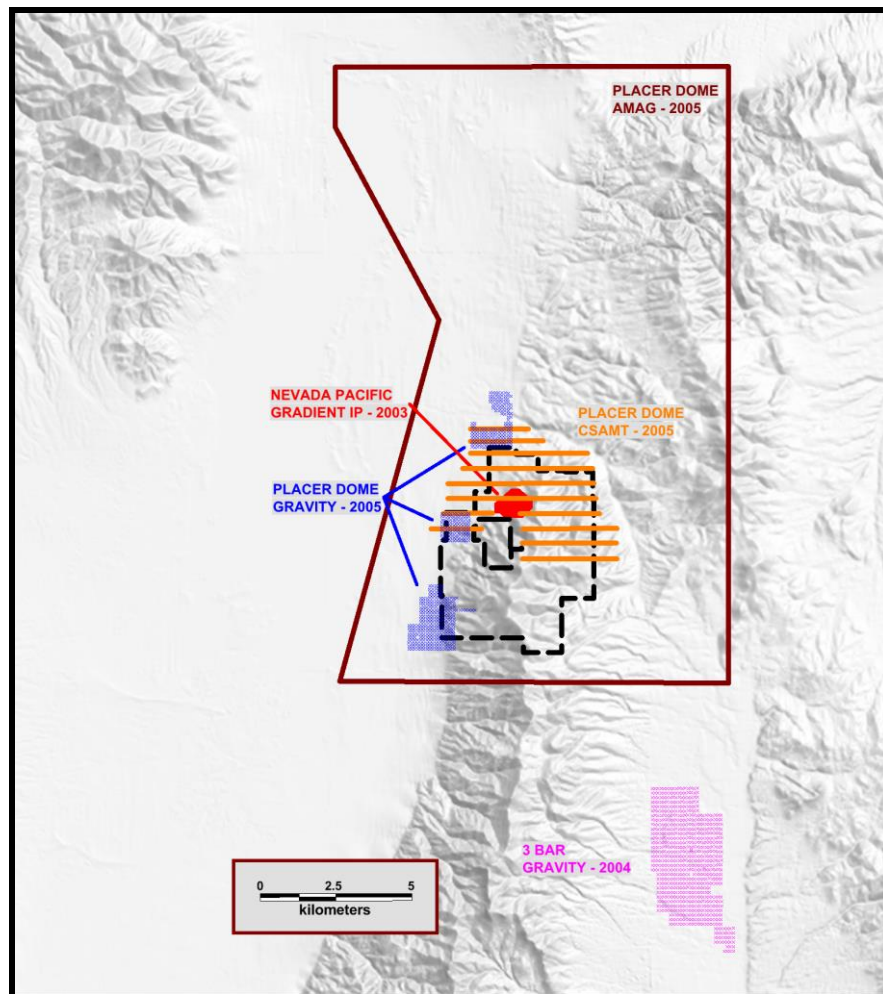 PLACER DOME
AMAG - 2005
NEVADA PACIFIC
GRADIENT IP - 2003
PLACER DOME
CSAMT - 2005
PLACER DOME
GRAVITY - 2005
3 BAR
GRAVITY - 2004
0 2.5 5
kilometers